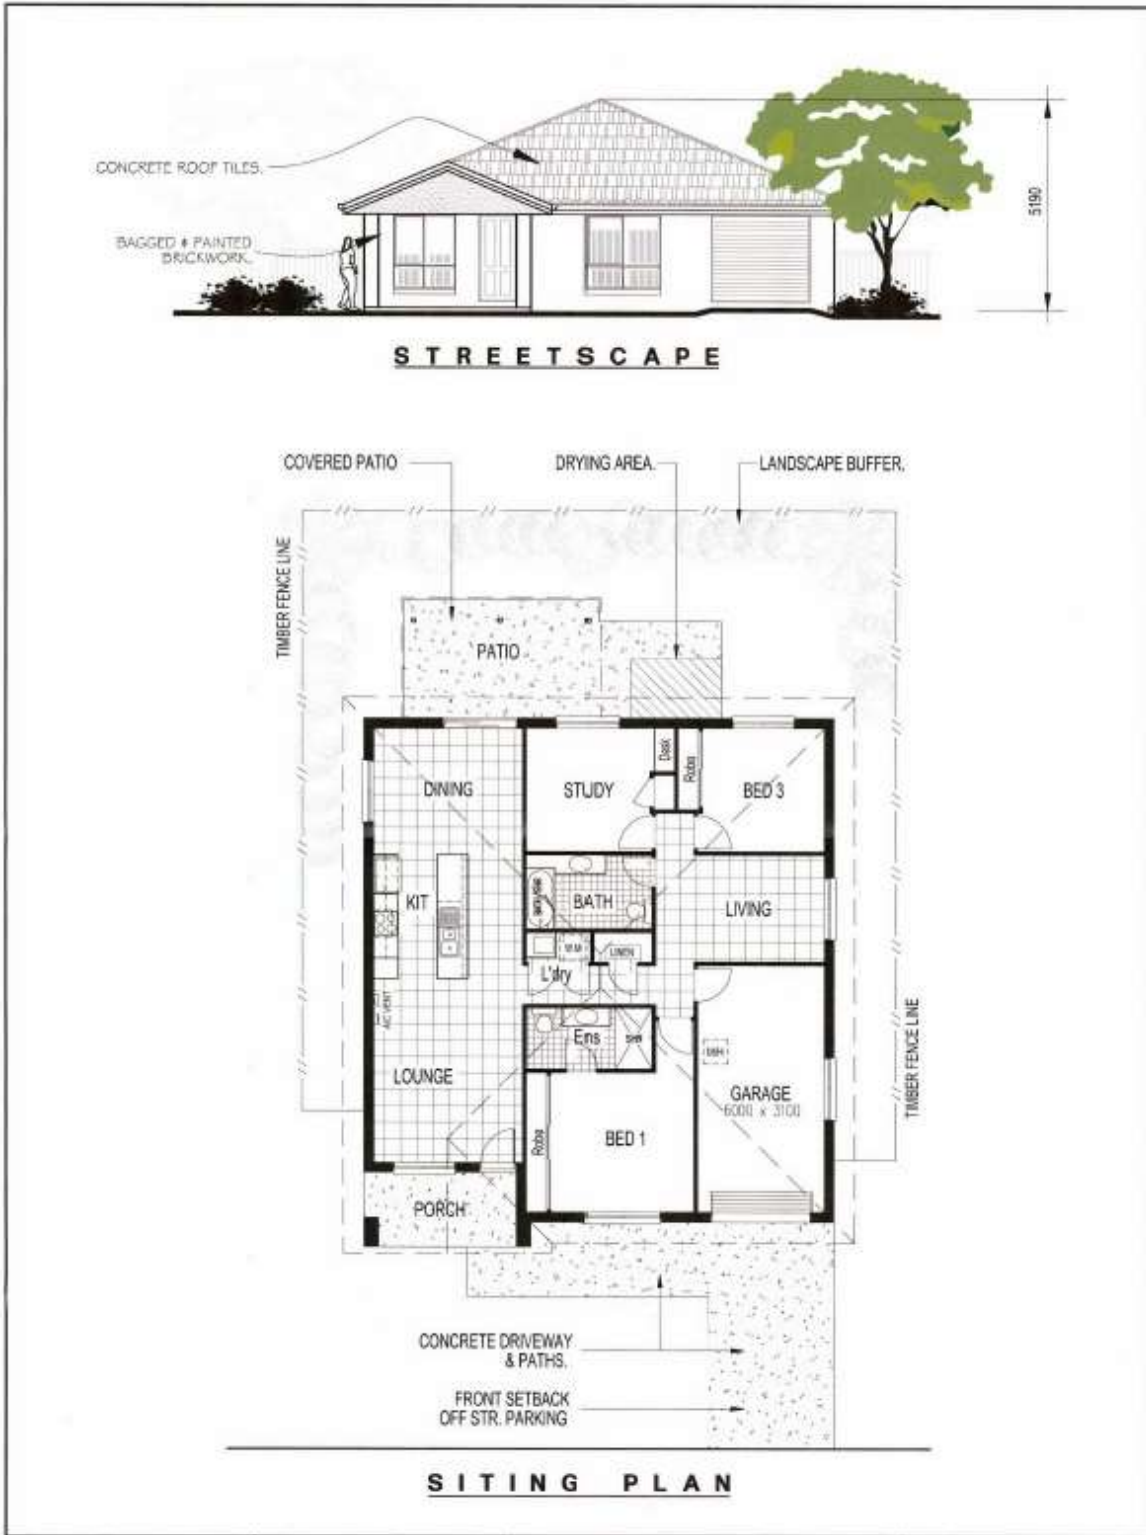 CONCRETE ROOF TILES.
BAGGED & PAINTED
BRICKWORK.
5190
STREETSCAPE
COVERED PATIO
DRYING AREA.
LANDSCAPE BUFFER.
TIMBER FENCE LINE
PATIO
DINING
STUDY
Desk
Robe
BED 3
KIT
BATH
LIVING
W.M
LINEN
L'dry
A/C VENT
Ens
SHR
LOUNGE
GARAGE
6000 x 3100
TIMBER FENCE LINE
Robe
BED 1
PORCH
CONCRETE DRIVEWAY
& PATHS.
FRONT SETBACK
OFF STR. PARKING
SITING PLAN